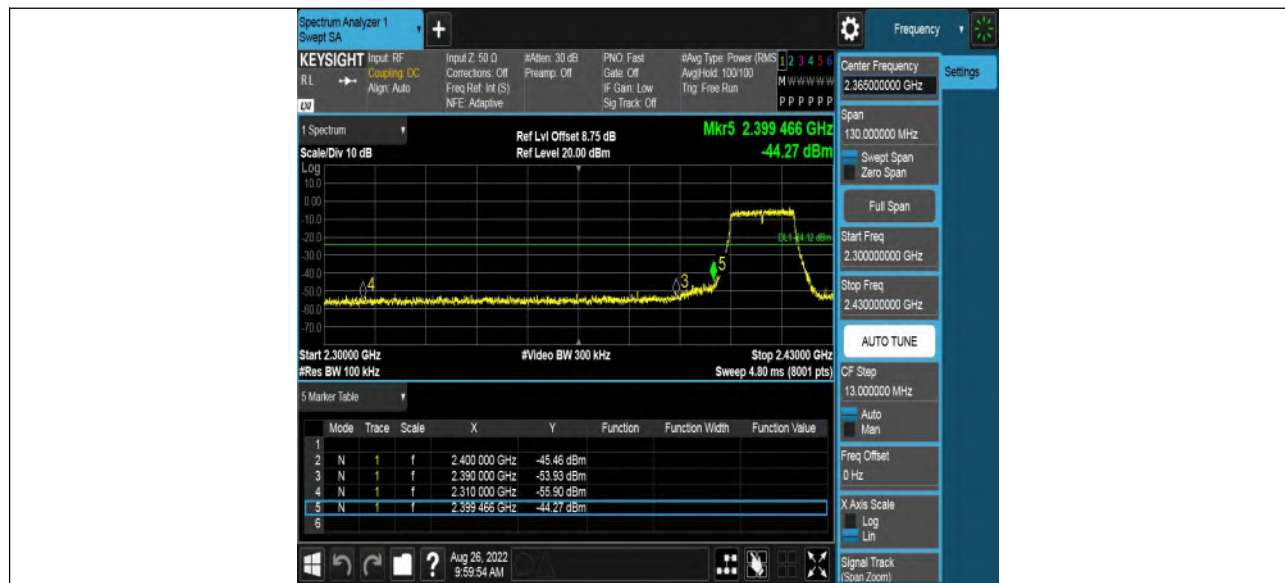 Spectrum Analyzer 1
Swept SA
+
Frequency
KEYSIGHT
RL
LXI
Input: RF
Coupling: DC
Align: Auto
Input Z: 50 Ω
Corrections: Off
Freq Ref: Int (S)
NFE: Adaptive
#Atten: 30 dB
Preamp: Off
PNO: Fast
Gate: Off
IF Gain: Low
Sig Track: Off
#Avg Type: Power (RMS
Avg|Hold: 100/100
Trig: Free Run
1 2 3 4 5 6
M W W W W W
P P P P P P
Center Frequency
2.365000000 GHz
Settings
Span
130.000000 MHz
Swept Span
Zero Span
Full Span
Start Freq
2.300000000 GHz
Stop Freq
2.430000000 GHz
AUTO TUNE
CF Step
13.000000 MHz
Auto
Man
Freq Offset
0 Hz
X Axis Scale
Log
Lin
Signal Track
(Span Zoom)
1 Spectrum
Scale/Div 10 dB
Ref Lvl Offset 8.75 dB
Ref Level 20.00 dBm
Mkr5 2.399 466 GHz
-44.27 dBm
Log
10.0
0.00
-10.0
-20.0
-30.0
-40.0
-50.0
-60.0
-70.0
DL1 -24.12 dBm
4
3
5
Start 2.30000 GHz
#Video BW 300 kHz
Stop 2.43000 GHz
#Res BW 100 kHz
Sweep 4.80 ms (8001 pts)
5 Marker Table
Mode Trace Scale X Y Function Function Width Function Value
1
2 N 1 f 2.400 000 GHz -45.46 dBm
3 N 1 f 2.390 000 GHz -53.93 dBm
4 N 1 f 2.310 000 GHz -55.90 dBm
5 N 1 f 2.399 466 GHz -44.27 dBm
6
?
Aug 26, 2022
9:59:54 AM